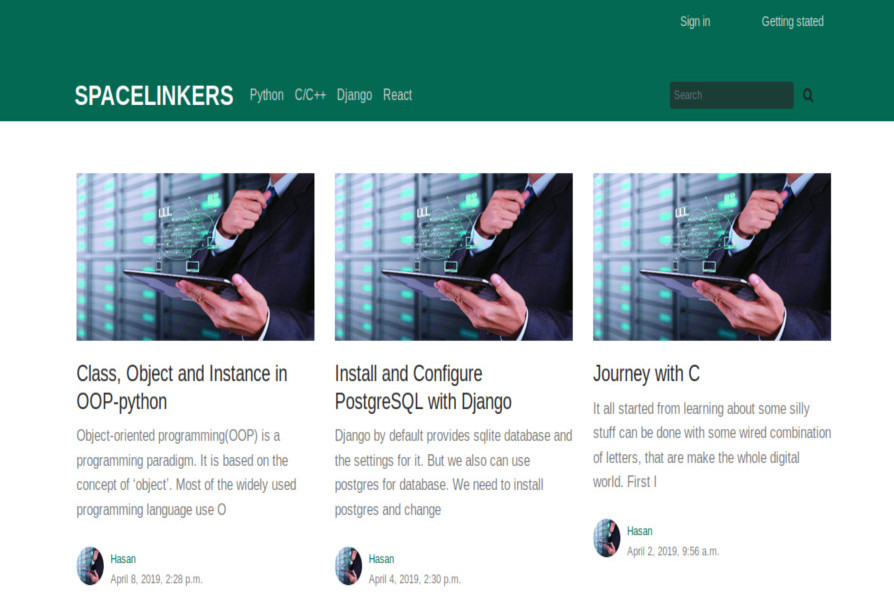 Sign in Getting stated
SPACELINKERS Python C/C++ Django React Search
Class, Object and Instance in
OOP-python
Object-oriented programming(OOP) is a
programming paradigm. It is based on the
concept of ‘object’. Most of the widely used
programming language use O
Hasan
April 8, 2019, 2:28 p.m.
Install and Configure
PostgreSQL with Django
Django by default provides sqlite database and
the settings for it. But we also can use
postgres for database. We need to install
postgres and change
Hasan
April 4, 2019, 2:30 p.m.
Journey with C
It all started from learning about some silly
stuff can be done with some wired combination
of letters, that are make the whole digital
world. First I
Hasan
April 2, 2019, 9:56 a.m.